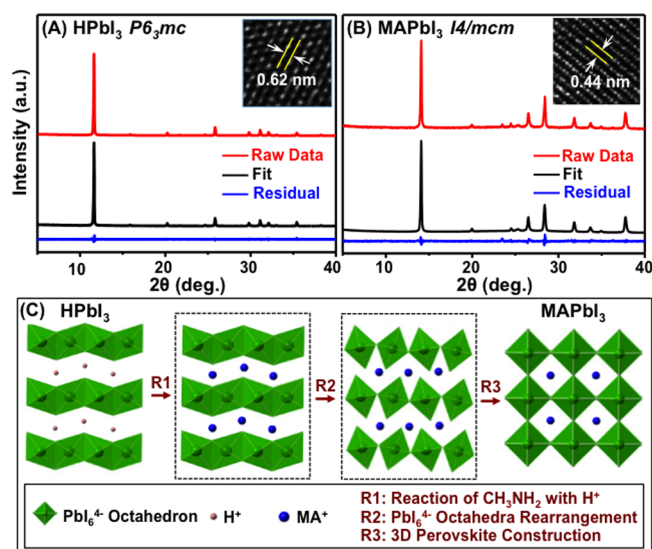 (A) HPbI₃ P6₃mc
0.62 nm
Raw Data
Fit
Residual
Intensity (a.u.)
10 20 30 40
2θ (deg.)
(B) MAPbI₃ I4/mcm
0.44 nm
Raw Data
Fit
Residual
10 20 30 40
2θ (deg.)
(C) HPbI₃
MAPbI₃
R1
R2
R3
PbI₆⁴⁻ Octahedron
H⁺
MA⁺
R1: Reaction of CH₃NH₂ with H⁺
R2: PbI₆⁴⁻ Octahedra Rearrangement
R3: 3D Perovskite Construction